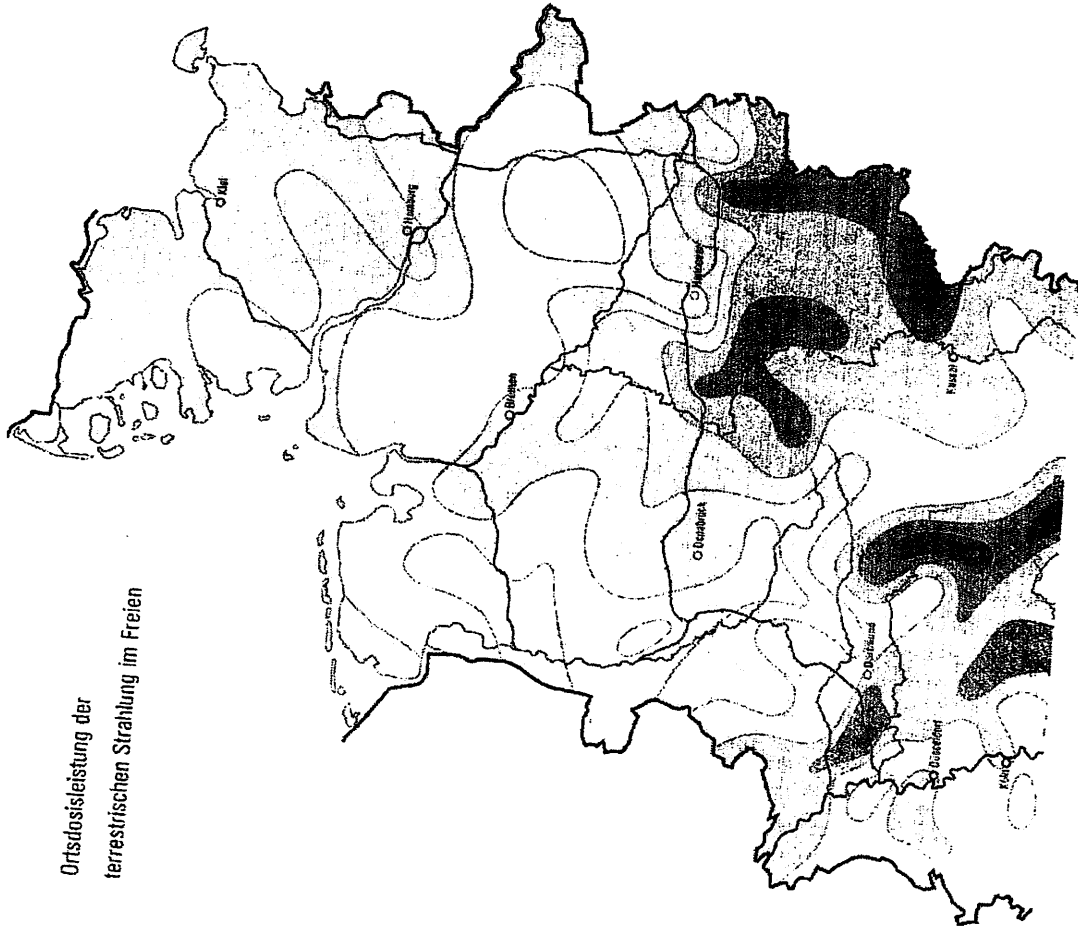 Ortsdosisleistung der
terrestrischen Strahlung im Freien
Kiel
Hamburg
Bremen
Hannover
Osnabrück
Kassel
Dortmund
Düsseldorf
Köln